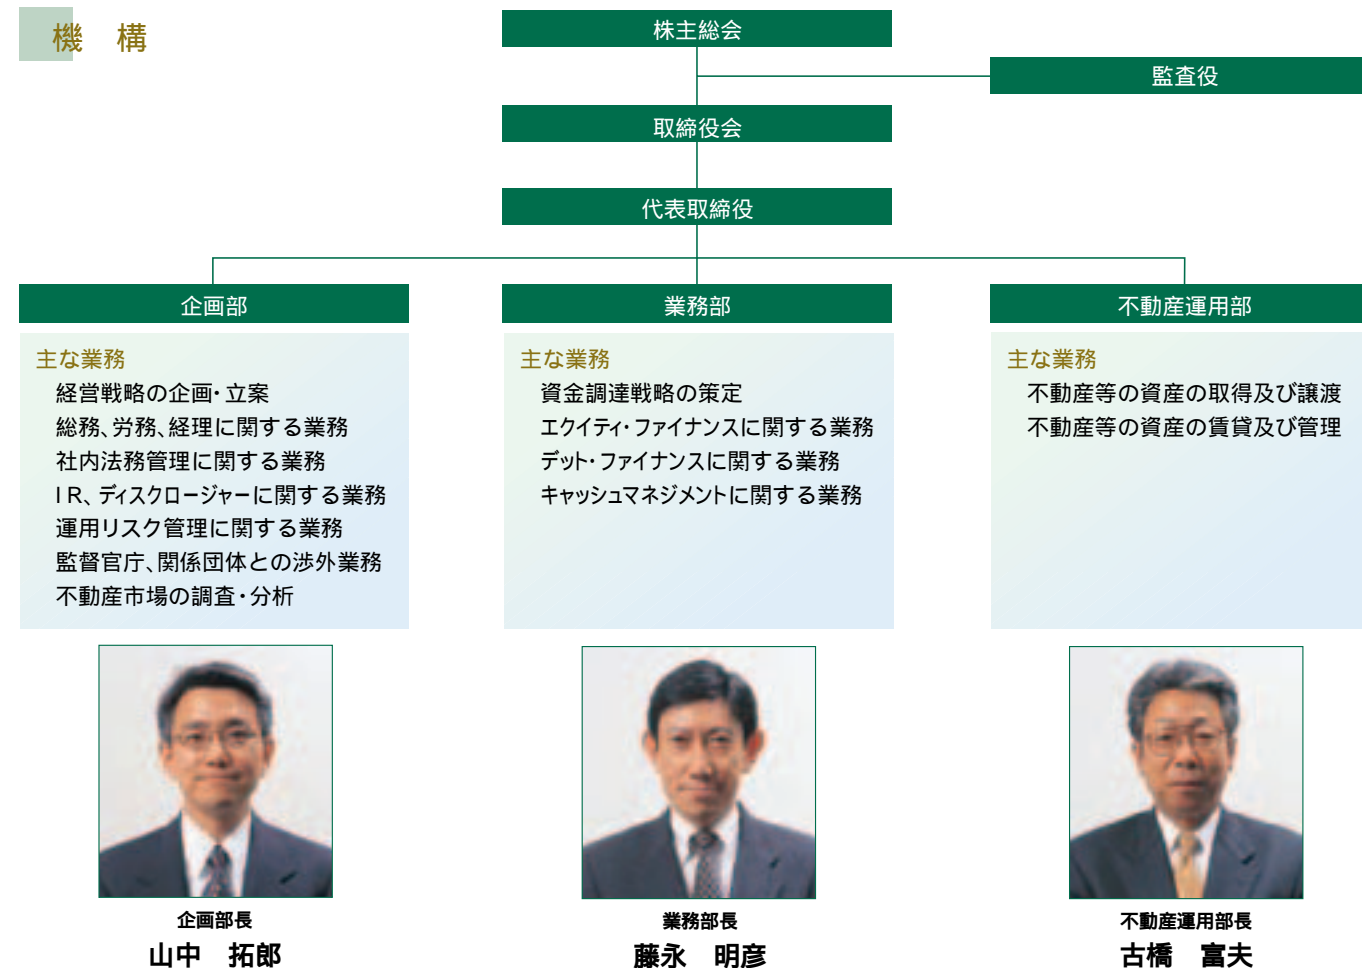 機 構
株主総会
監査役
取締役会
代表取締役
企画部
主な業務
経営戦略の企画・立案
総務、労務、経理に関する業務
社内法務管理に関する業務
IR、ディスクロージャーに関する業務
運用リスク管理に関する業務
監督官庁、関係団体との渉外業務
不動産市場の調査・分析
企画部長
山中 拓郎
業務部
主な業務
資金調達戦略の策定
エクイティ・ファイナンスに関する業務
デット・ファイナンスに関する業務
キャッシュマネジメントに関する業務
業務部長
藤永 明彦
不動産運用部
主な業務
不動産等の資産の取得及び譲渡
不動産等の資産の賃貸及び管理
不動産運用部長
古橋 富夫